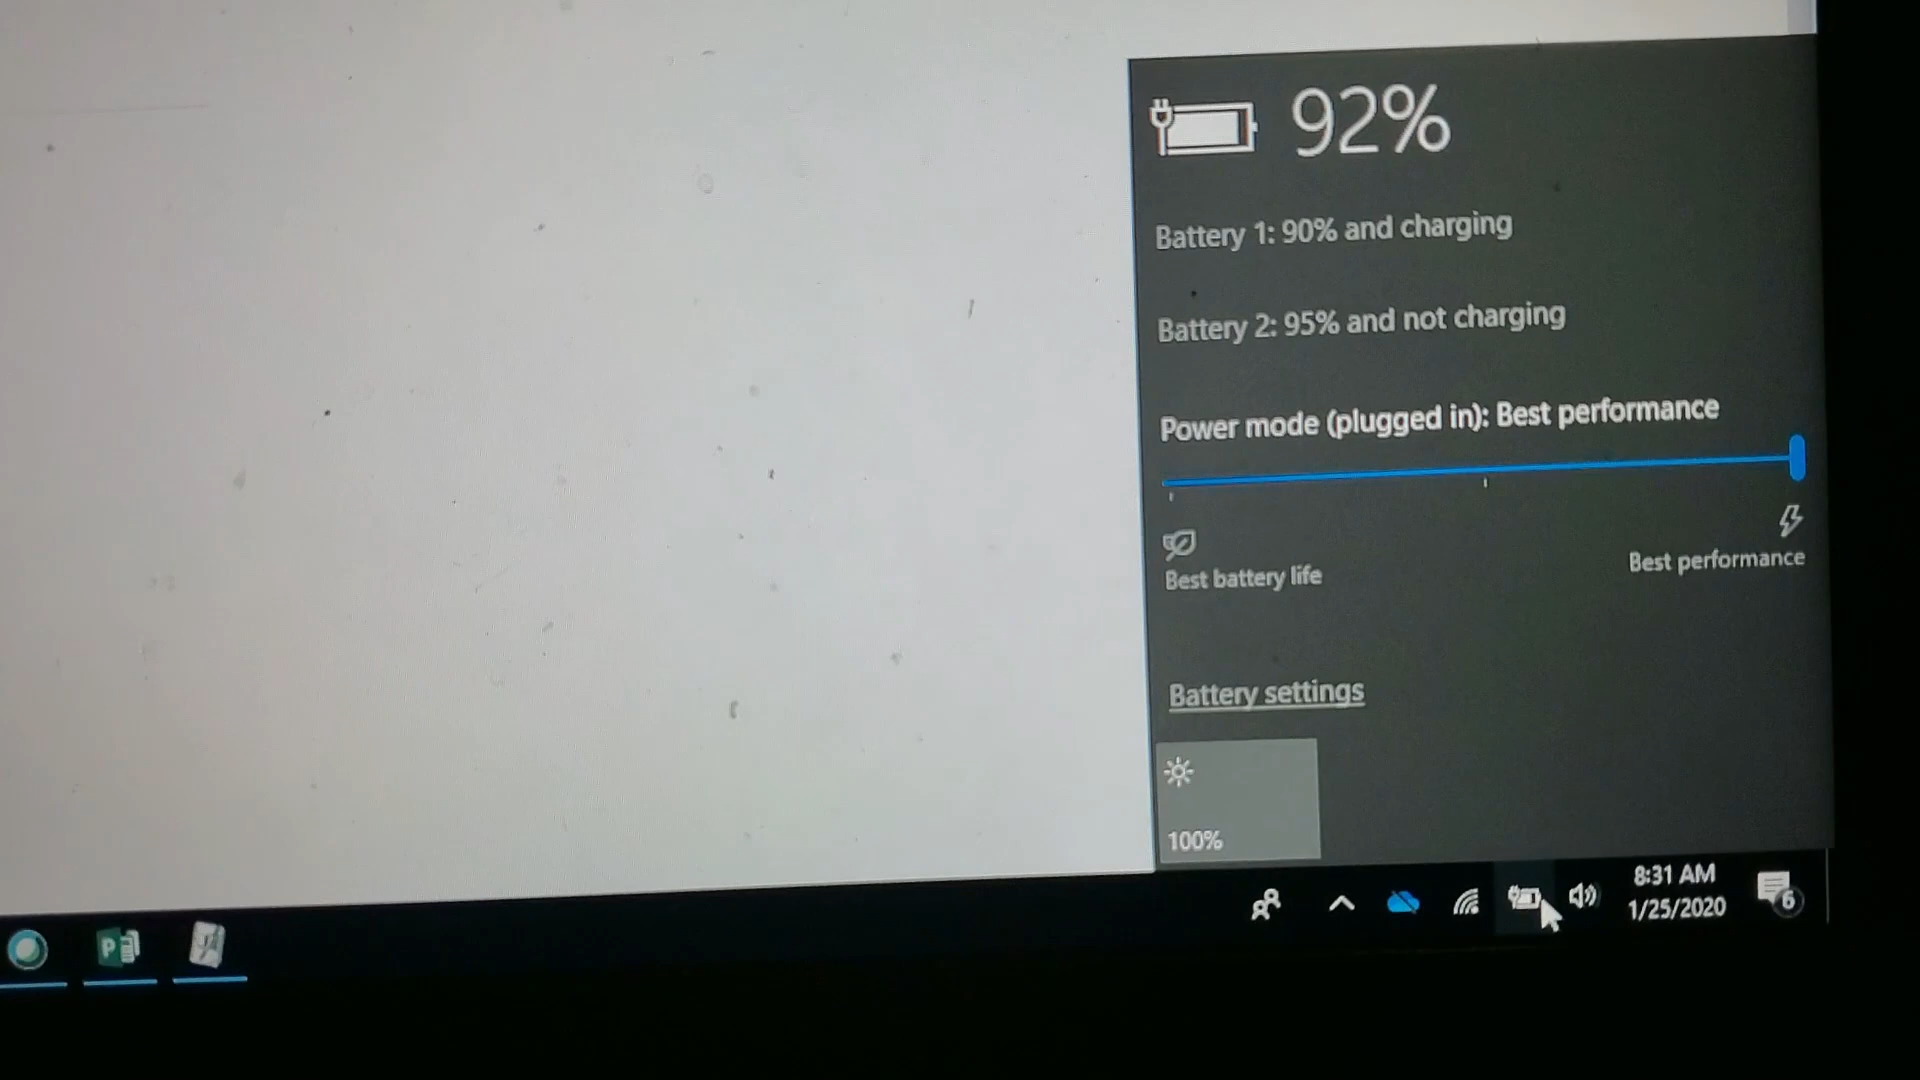 92%
Battery 1: 90% and charging
Battery 2: 95% and not charging
Power mode (plugged in): Best performance
Best battery life
Best performance
Battery settings
100%
8:31 AM
1/25/2020
6
P